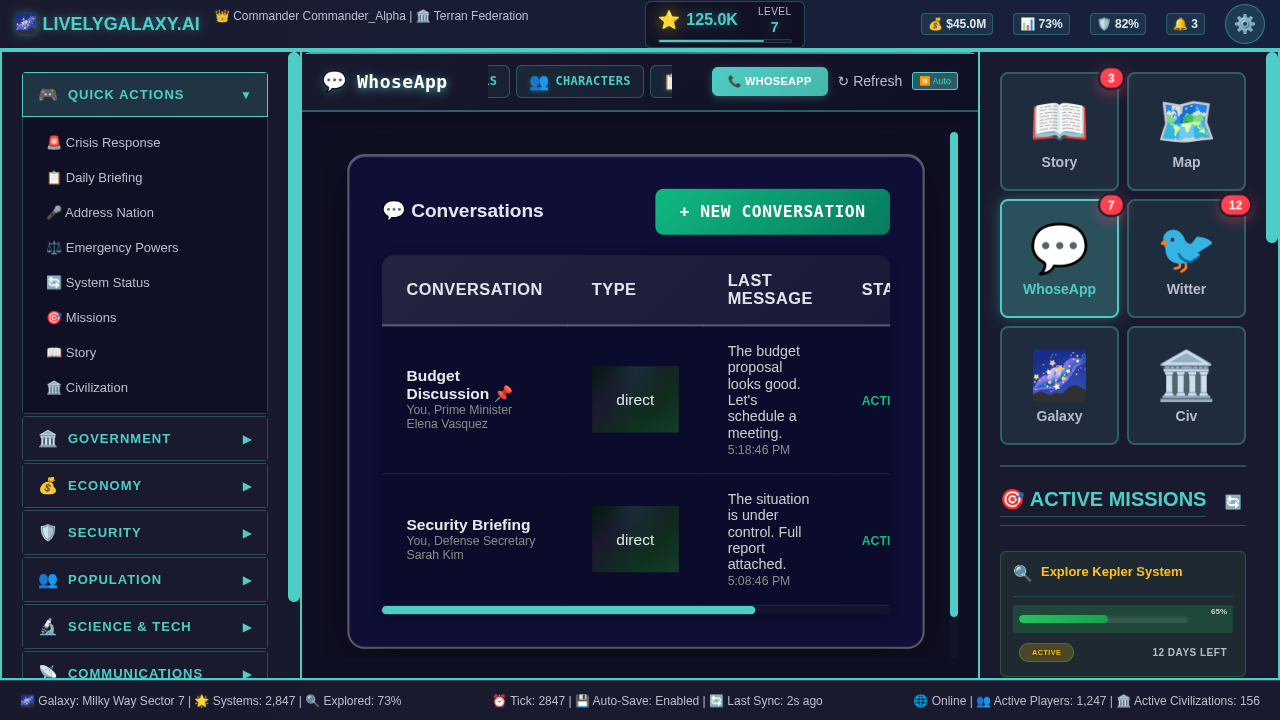 LIVELYGALAXY.AI
Commander Commander_Alpha | Terran Federation
125.0K
LEVEL
7
$45.0M
73%
82%
3
QUICK ACTIONS ▼
Crisis Response
Daily Briefing
Address Nation
Emergency Powers
System Status
Missions
Story
Civilization
GOVERNMENT ▶
ECONOMY ▶
SECURITY ▶
POPULATION ▶
SCIENCE & TECH ▶
COMMUNICATIONS ▶
WhoseApp
CHARACTERS
WHOSEAPP
↻ Refresh
Auto
Conversations
+ NEW CONVERSATION
CONVERSATION
TYPE
LAST
MESSAGE
STA
Budget
Discussion
You, Prime Minister
Elena Vasquez
direct
The budget
proposal
looks good.
Let's
schedule a
meeting.
5:18:46 PM
ACTI
Security Briefing
You, Defense Secretary
Sarah Kim
direct
The situation
is under
control. Full
report
attached.
5:08:46 PM
ACTI
3
Story
Map
7
WhoseApp
12
Witter
Galaxy
Civ
ACTIVE MISSIONS
Explore Kepler System
65%
ACTIVE
12 DAYS LEFT
Galaxy: Milky Way Sector 7 | Systems: 2,847 | Explored: 73%
Tick: 2847 | Auto-Save: Enabled | Last Sync: 2s ago
Online | Active Players: 1,247 | Active Civilizations: 156